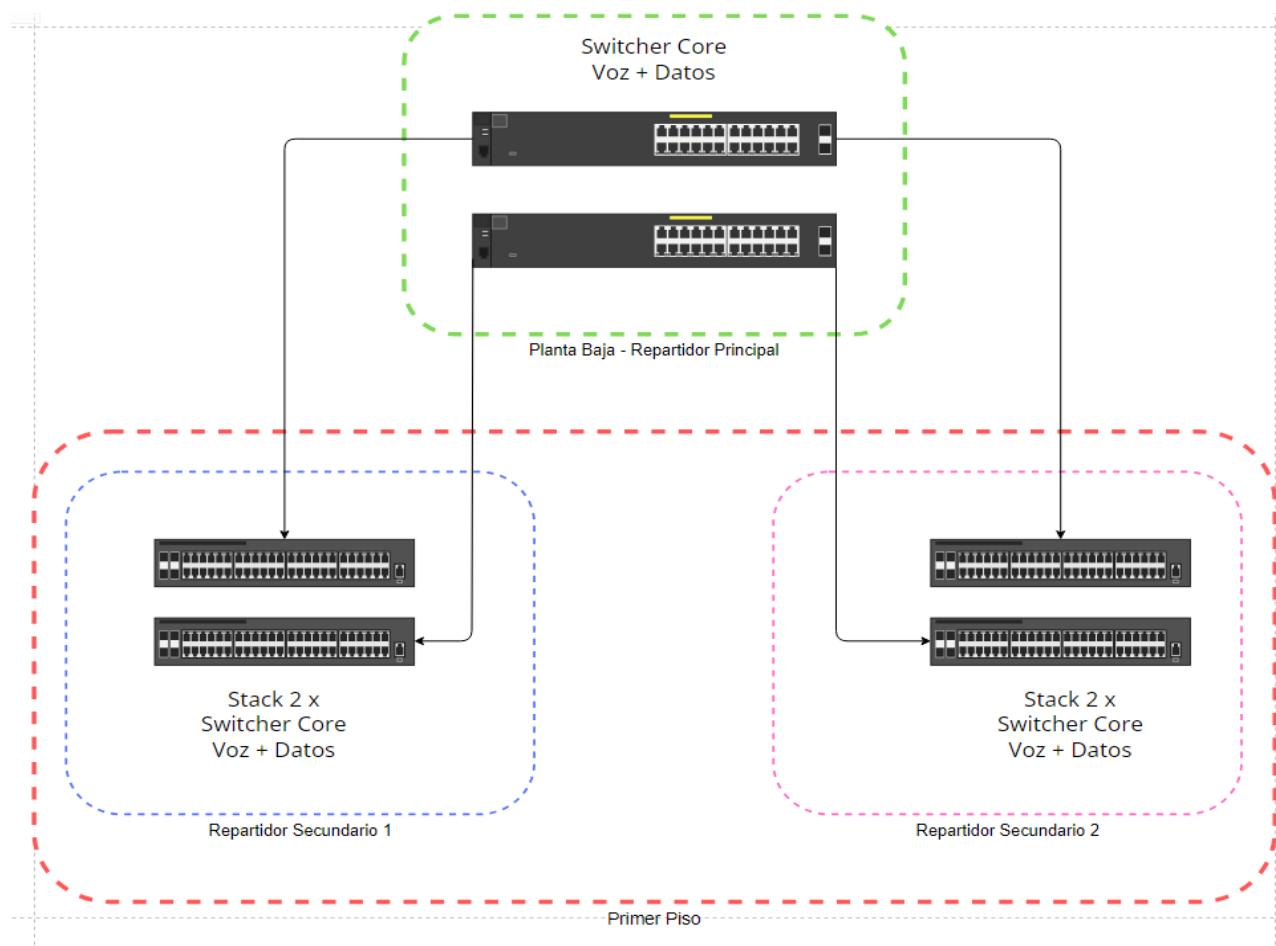 Switcher Core
Voz + Datos
Planta Baja - Repartidor Principal
Stack 2 x
Switcher Core
Voz + Datos
Repartidor Secundario 1
Stack 2 x
Switcher Core
Voz + Datos
Repartidor Secundario 2
Primer Piso